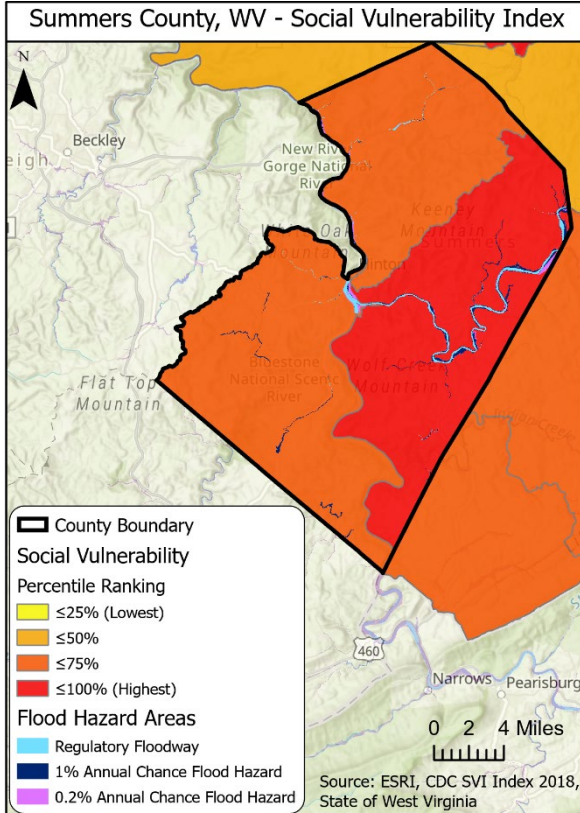 Summers County, WV - Social Vulnerability Index
N
Beckley
eigh
New River
Gorge National
River
Oak
Mountain
Keeney
Mountain
Summers
Hinton
Bluestone
National Scenic
River
Wolf Creek
Mountain
Flat Top
Mountain
County Boundary
Social Vulnerability
Percentile Ranking
≤25% (Lowest)
≤50%
≤75%
≤100% (Highest)
Flood Hazard Areas
Regulatory Floodway
1% Annual Chance Flood Hazard
0.2% Annual Chance Flood Hazard
460
Narrows
Pearisburg
0 2 4 Miles
Source: ESRI, CDC SVI Index 2018,
State of West Virginia